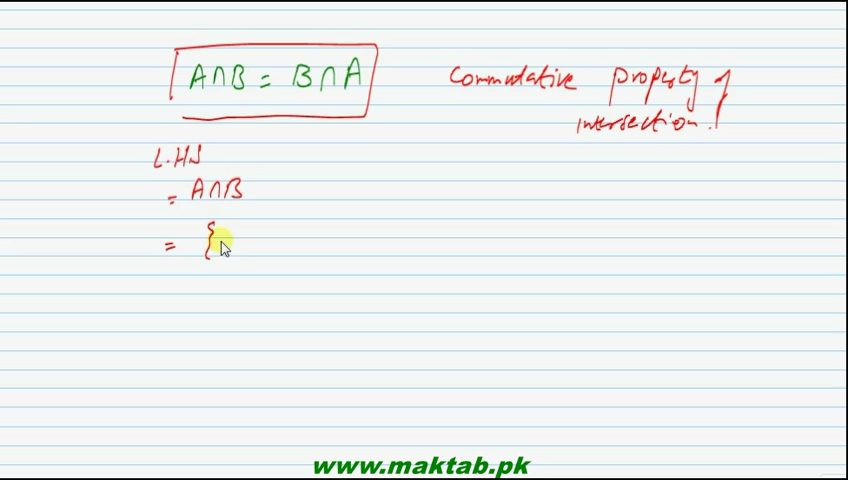 A∩B = B∩A
Commutative property of
intersection.
L.H.S
= A∩B
= {
www.maktab.pk